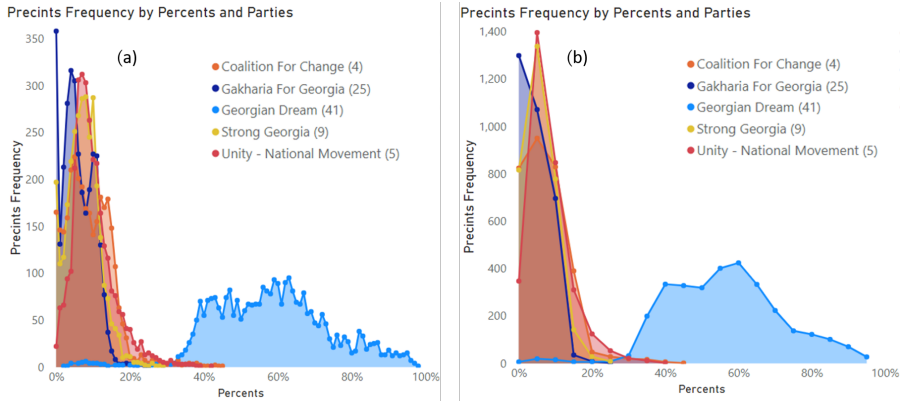 Precints Frequency by Percents and Parties
(a)
Coalition For Change (4)
Gakharia For Georgia (25)
Georgian Dream (41)
Strong Georgia (9)
Unity - National Movement (5)
Precints Frequency
350
300
250
200
150
100
50
0
0%
20%
40%
60%
80%
100%
Percents
Precints Frequency by Percents and Parties
(b)
Coalition For Change (4)
Gakharia For Georgia (25)
Georgian Dream (41)
Strong Georgia (9)
Unity - National Movement (5)
Precints Frequency
1,400
1,200
1,000
800
600
400
200
0
0%
20%
40%
60%
80%
100%
Percents